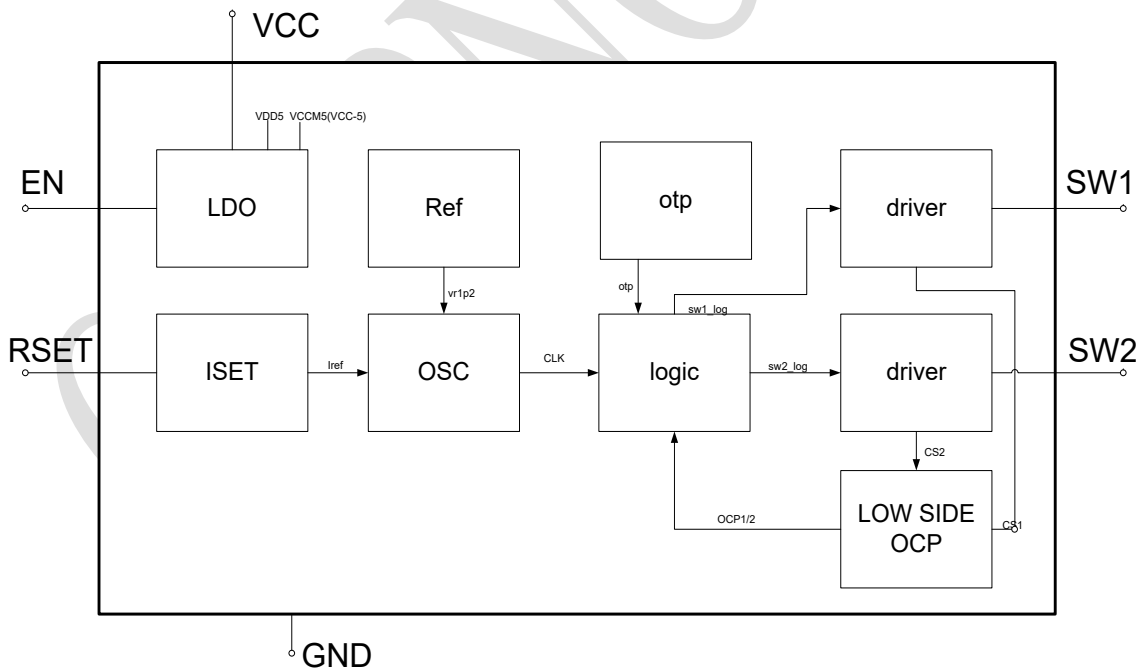 VCC
VDD5 VCCM5(VCC-5)
EN
LDO
Ref
otp
driver
SW1
vr1p2
otp
sw1_log
RSET
ISET
Iref
OSC
CLK
logic
sw2_log
driver
SW2
CS2
OCP1/2
LOW SIDE
OCP
CS1
GND